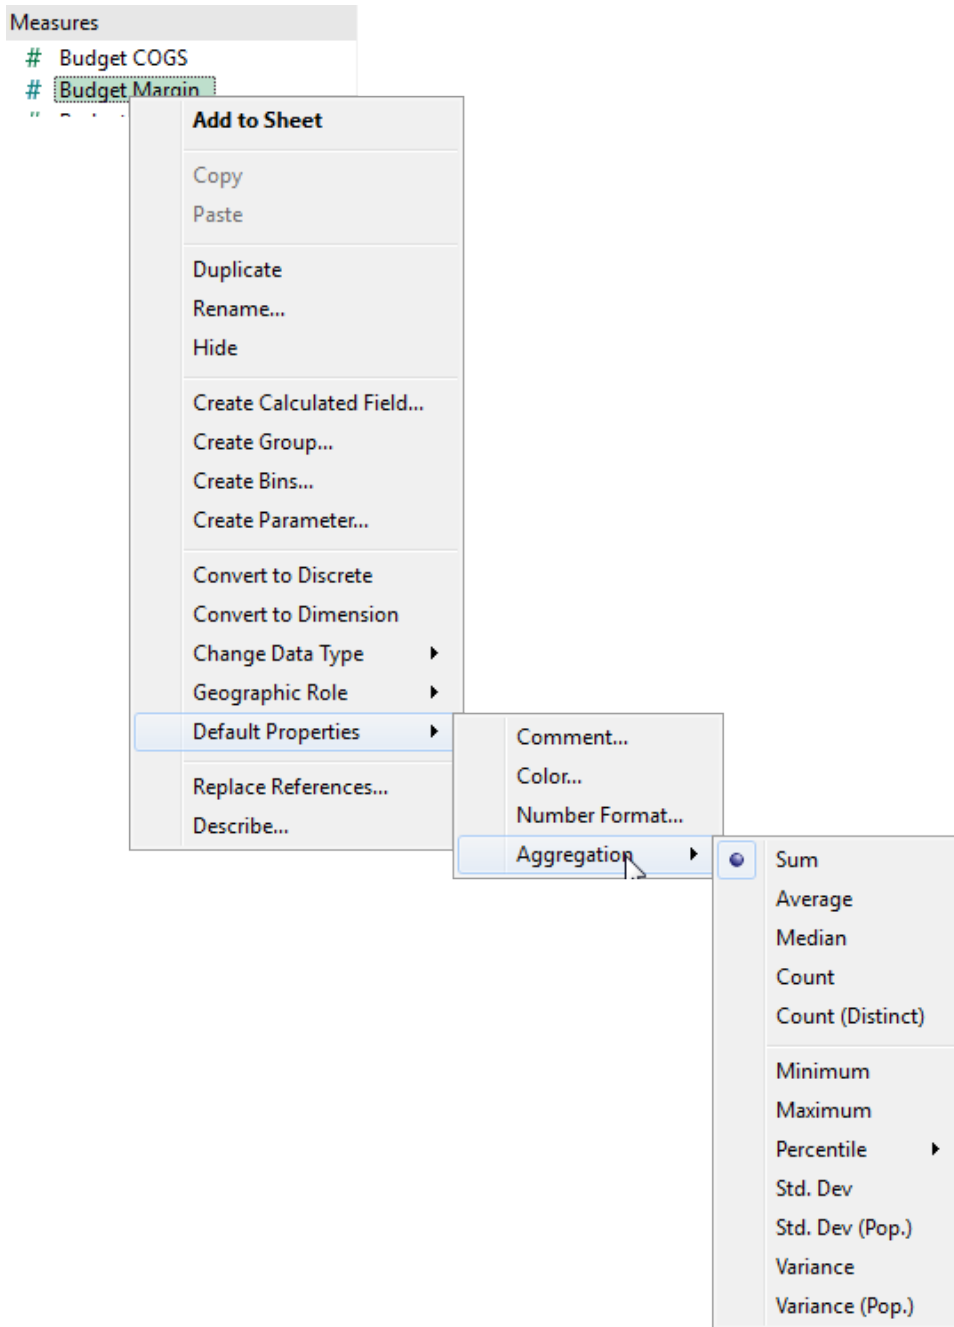 Measures
# Budget COGS
# Budget Margin
Add to Sheet
Copy
Paste
Duplicate
Rename...
Hide
Create Calculated Field...
Create Group...
Create Bins...
Create Parameter...
Convert to Discrete
Convert to Dimension
Change Data Type
Geographic Role
Default Properties
Replace References...
Describe...
Comment...
Color...
Number Format...
Aggregation
Sum
Average
Median
Count
Count (Distinct)
Minimum
Maximum
Percentile
Std. Dev
Std. Dev (Pop.)
Variance
Variance (Pop.)